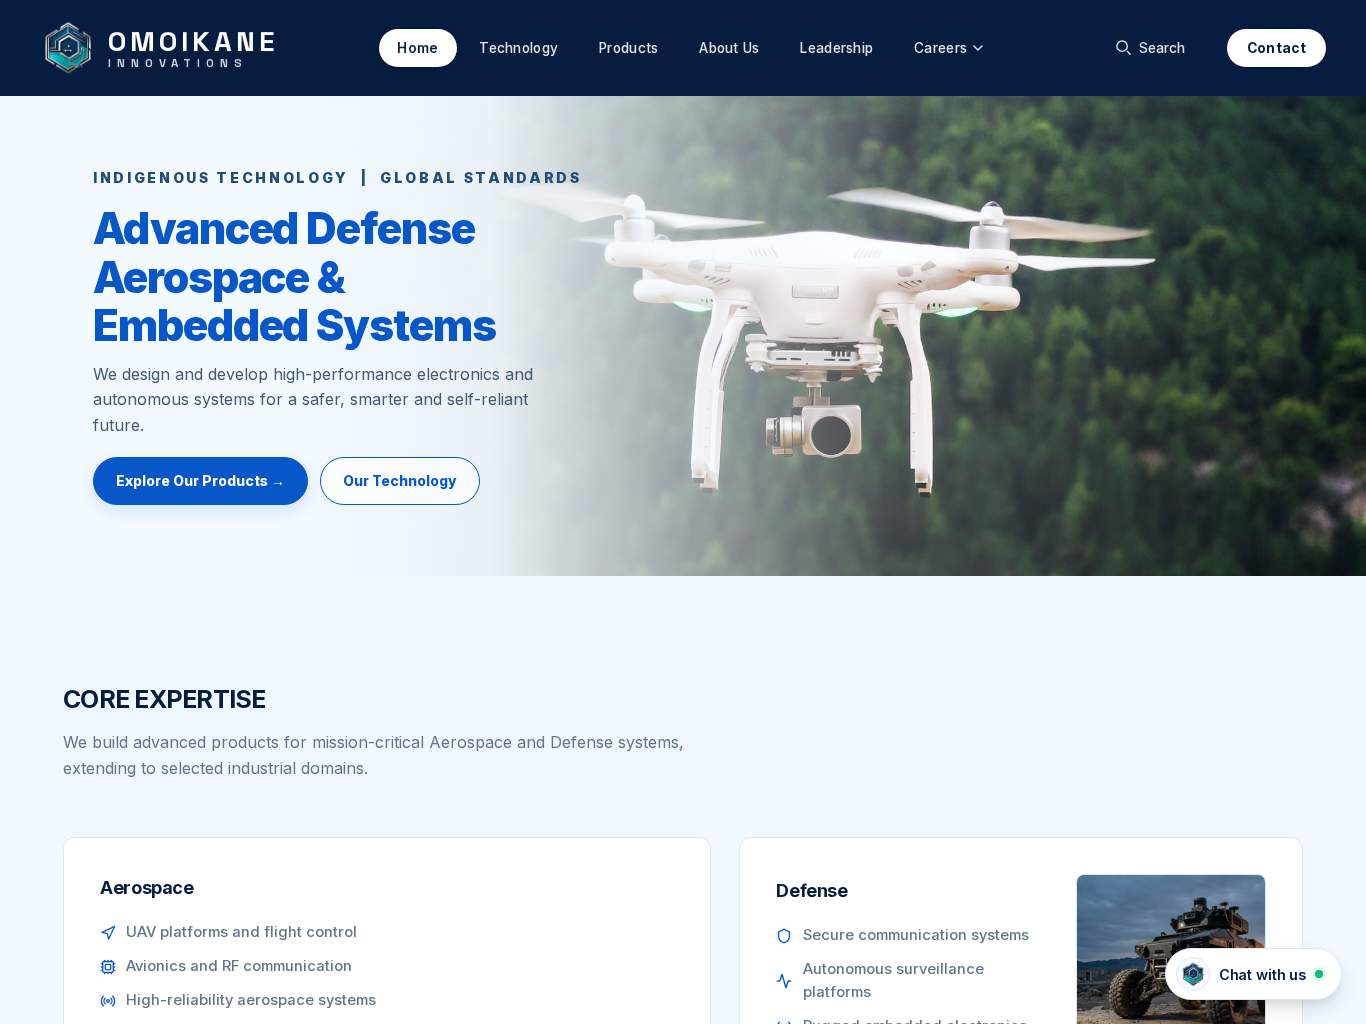 OMOIKANE
INNOVATIONS
Home
Technology
Products
About Us
Leadership
Careers
Search
Contact
INDIGENOUS TECHNOLOGY | GLOBAL STANDARDS
Advanced Defense
Aerospace &
Embedded Systems
We design and develop high-performance electronics and
autonomous systems for a safer, smarter and self-reliant
future.
Explore Our Products →
Our Technology
CORE EXPERTISE
We build advanced products for mission-critical Aerospace and Defense systems,
extending to selected industrial domains.
Aerospace
UAV platforms and flight control
Avionics and RF communication
High-reliability aerospace systems
Defense
Secure communication systems
Autonomous surveillance
platforms
Rugged embedded electronics
Chat with us